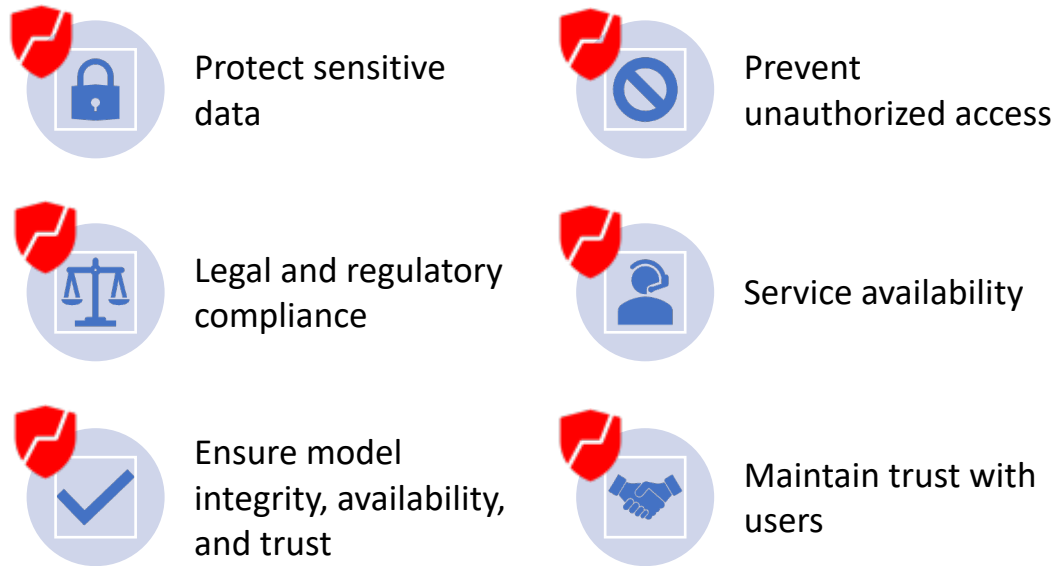 Protect sensitive
data
Prevent
unauthorized access
Legal and regulatory
compliance
Service availability
Ensure model
integrity, availability,
and trust
Maintain trust with
users